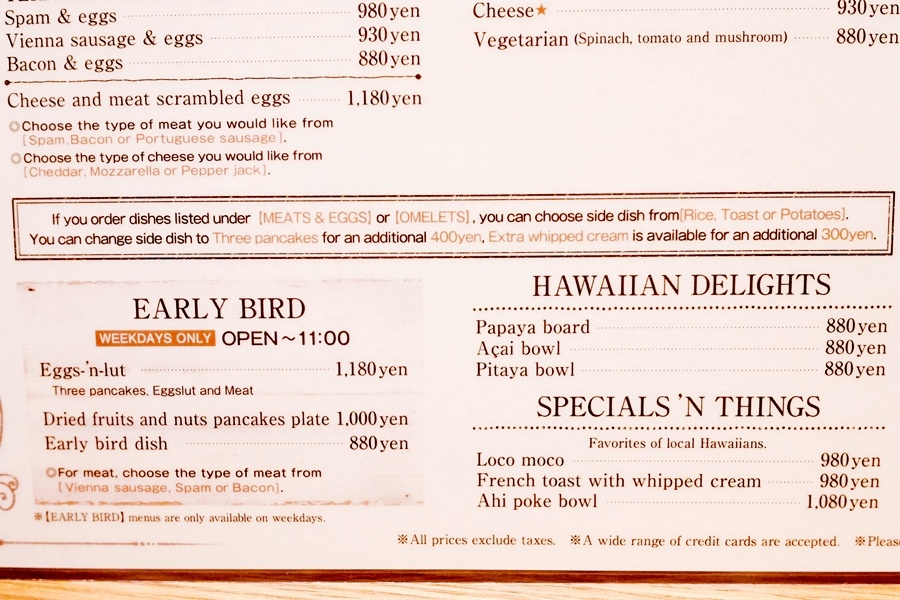 Spam & eggs 980yen
Vienna sausage & eggs 930yen
Bacon & eggs 880yen
Cheese and meat scrambled eggs 1,180yen
◎Choose the type of meat you would like from
[Spam,Bacon or Portuguese sausage].
◎Choose the type of cheese you would like from
[Cheddar, Mozzarella or Pepper jack].
Cheese★ 930yen
Vegetarian (Spinach, tomato and mushroom) 880yen
If you order dishes listed under [MEATS & EGGS] or [OMELETS], you can choose side dish from[Rice, Toast or Potatoes].
You can change side dish to Three pancakes for an additional 400yen, Extra whipped cream is available for an additional 300yen.
EARLY BIRD
WEEKDAYS ONLY OPEN~11:00
Eggs-'n-lut 1,180yen
Three pancakes, Eggslut and Meat
Dried fruits and nuts pancakes plate 1,000yen
Early bird dish 880yen
◎For meat, choose the type of meat from
[Vienna sausage, Spam or Bacon].
※【EARLY BIRD】menus are only available on weekdays.
HAWAIIAN DELIGHTS
Papaya board 880yen
Açai bowl 880yen
Pitaya bowl 880yen
SPECIALS 'N THINGS
Favorites of local Hawaiians.
Loco moco 980yen
French toast with whipped cream 980yen
Ahi poke bowl 1,080yen
※All prices exclude taxes. ※A wide range of credit cards are accepted. ※Pleas